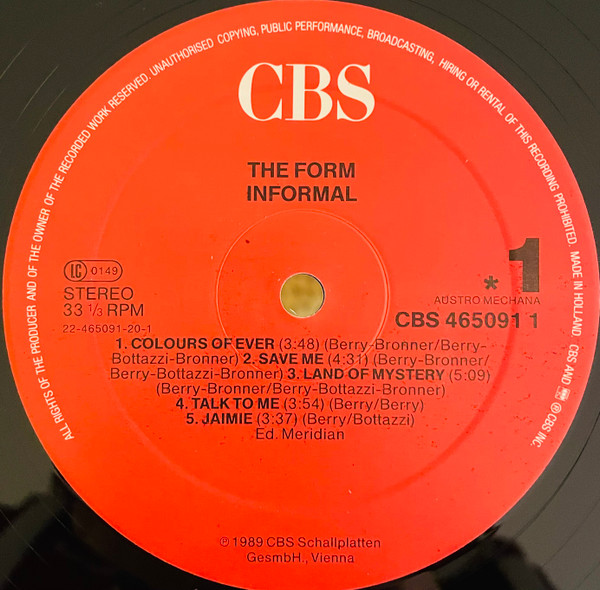 ALL RIGHTS OF THE PRODUCER AND OF THE OWNER OF THE RECORDED WORK RESERVED. UNAUTHORISED COPYING, PUBLIC PERFORMANCE, BROADCASTING, HIRING OR RENTAL OF THIS RECORDING PROHIBITED. MADE IN HOLLAND CBS AND ® CBS INC.
CBS
THE FORM
INFORMAL
LC 0149
STEREO
33 1/3 RPM
22-465091-20-1
* 1
AUSTRO MECHANA
CBS 465091 1
1. COLOURS OF EVER (3:48) (Berry-Bronner/Berry-
Bottazzi-Bronner) 2. SAVE ME (4:31) (Berry-Bronner/
Berry-Bottazzi-Bronner) 3. LAND OF MYSTERY (5:09)
(Berry-Bronner/Berry-Bottazzi-Bronner)
4. TALK TO ME (3:54) (Berry/Berry)
5. JAIMIE (3:37) (Berry/Bottazzi)
Ed. Meridian
℗ 1989 CBS Schallplatten
GesmbH., Vienna